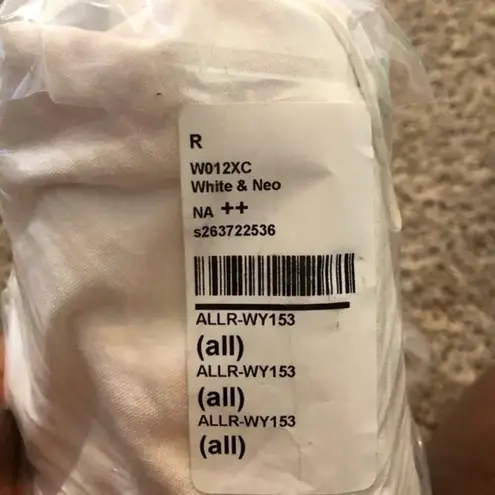 R
W012XC
White & Neo
NA ++
s263722536
ALLR-WY153
(all)
ALLR-WY153
(all)
ALLR-WY153
(all)